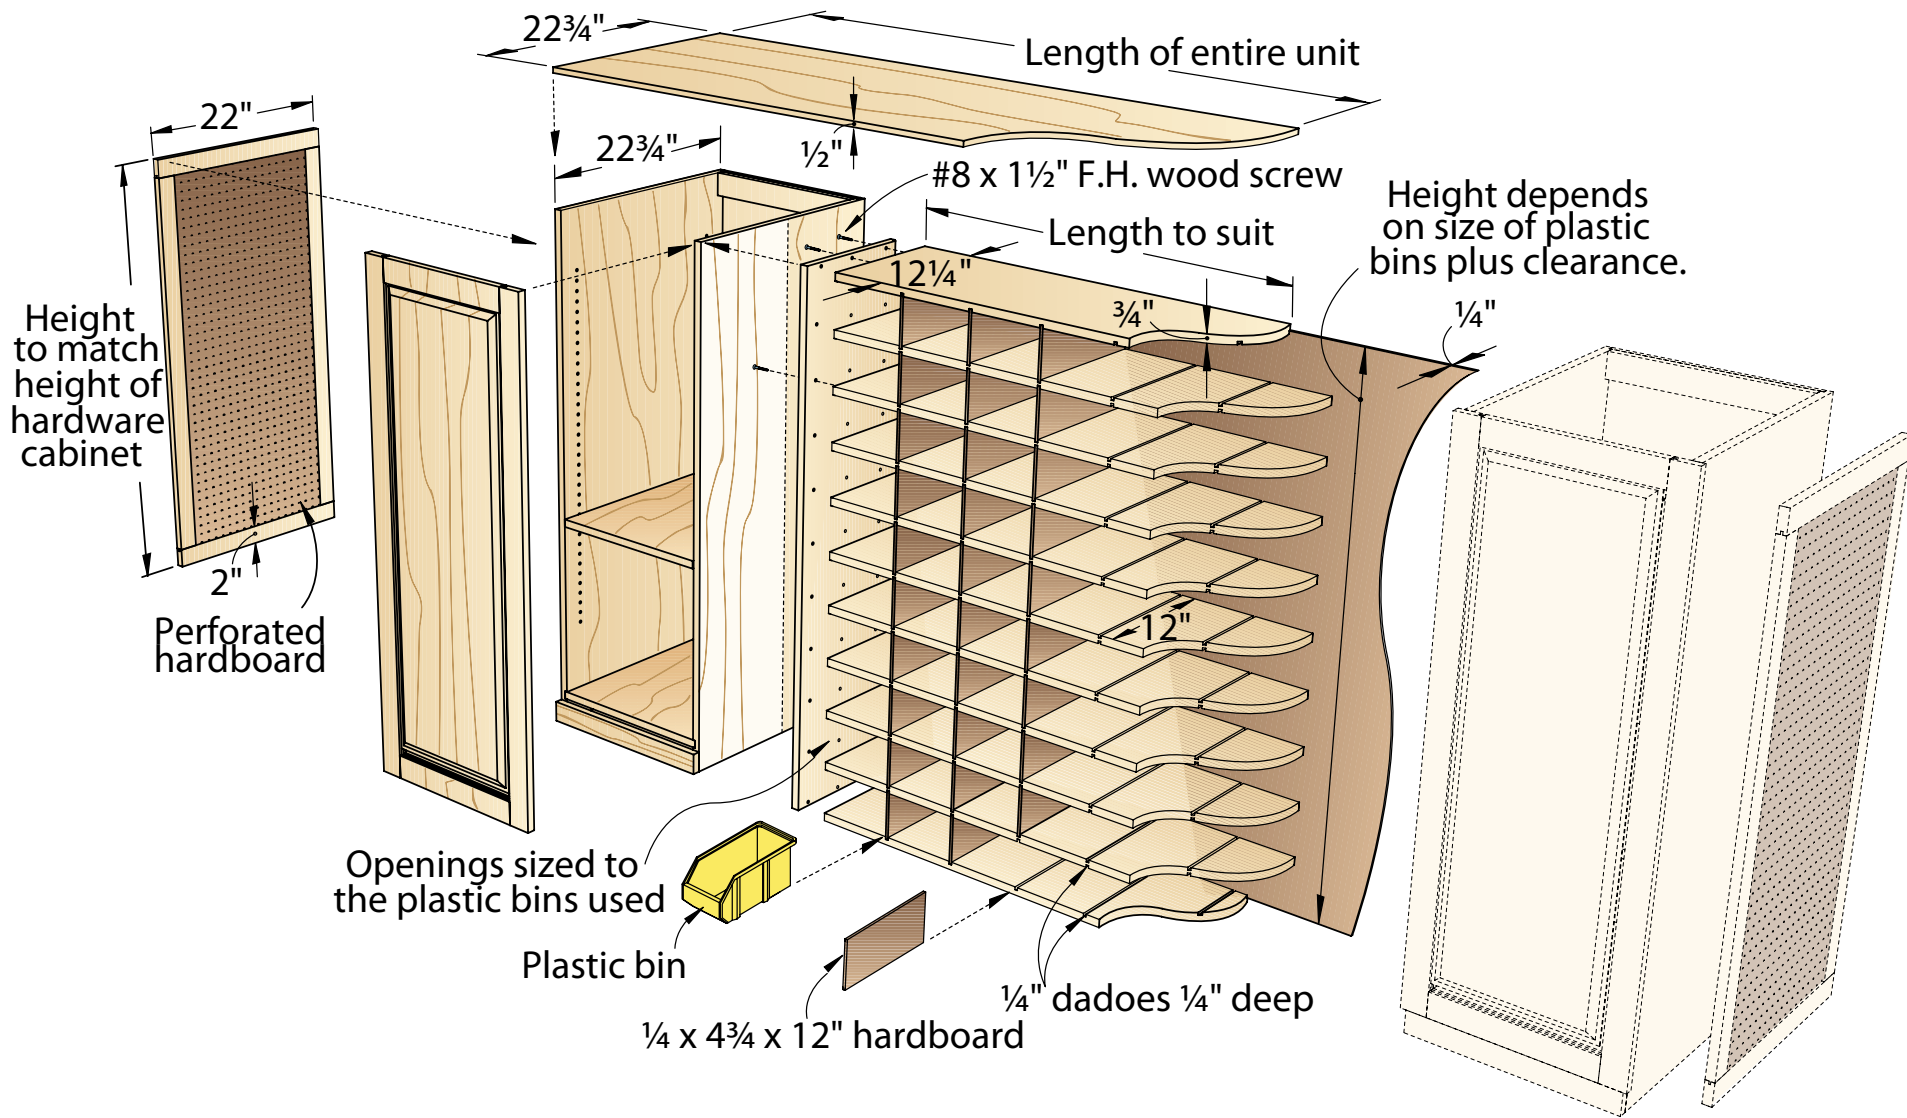 22¾"
Length of entire unit
22"
22¾"
½"
#8 x 1½" F.H. wood screw
Height depends
on size of plastic
bins plus clearance.
Length to suit
12¼"
¾"
¼"
Height
to match
height of
hardware
cabinet
2"
12"
Perforated
hardboard
Openings sized to
the plastic bins used
Plastic bin
¼" dadoes ¼" deep
¼ x 4¾ x 12" hardboard